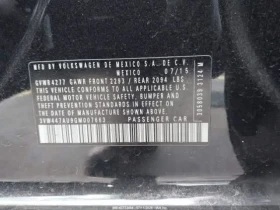 MFD BY VOLKSWAGEN DE MEXICO S.A. DE C.V.
MEXICO 07/15
GVWR4277 GAWR FRONT 2293 / REAR 2094 LBS
THIS VEHICLE CONFORMS TO ALL APPLICABLE U.S.
FEDERAL MOTOR VEHICLE SAFETY, BUMPER,
AND THEFT PREVENTION STANDARDS IN EFFECT
ON THE DATE OF MANUFACTURE SHOWN ABOVE.
PASSENGER CAR